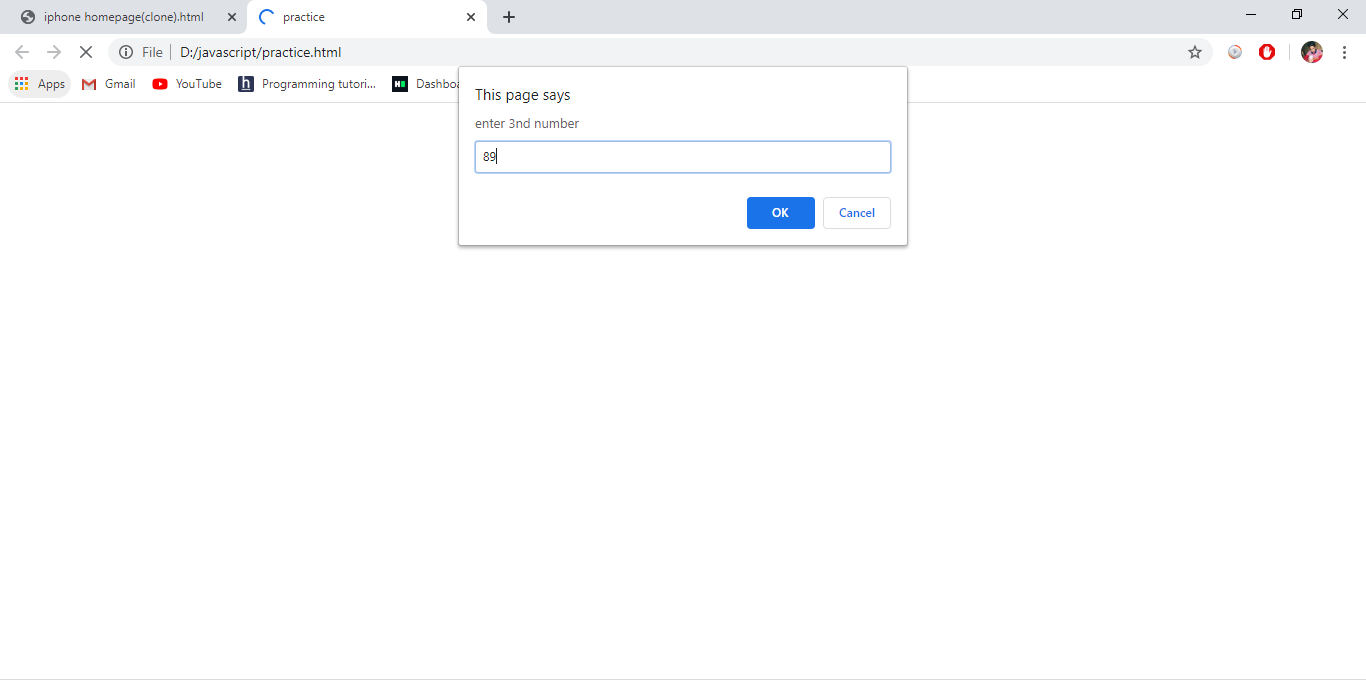 iphone homepage(clone).html
practice
File
D:/javascript/practice.html
Apps
Gmail
YouTube
h
Programming tutori...
Dashbo
This page says
enter 3nd number
89
OK
Cancel